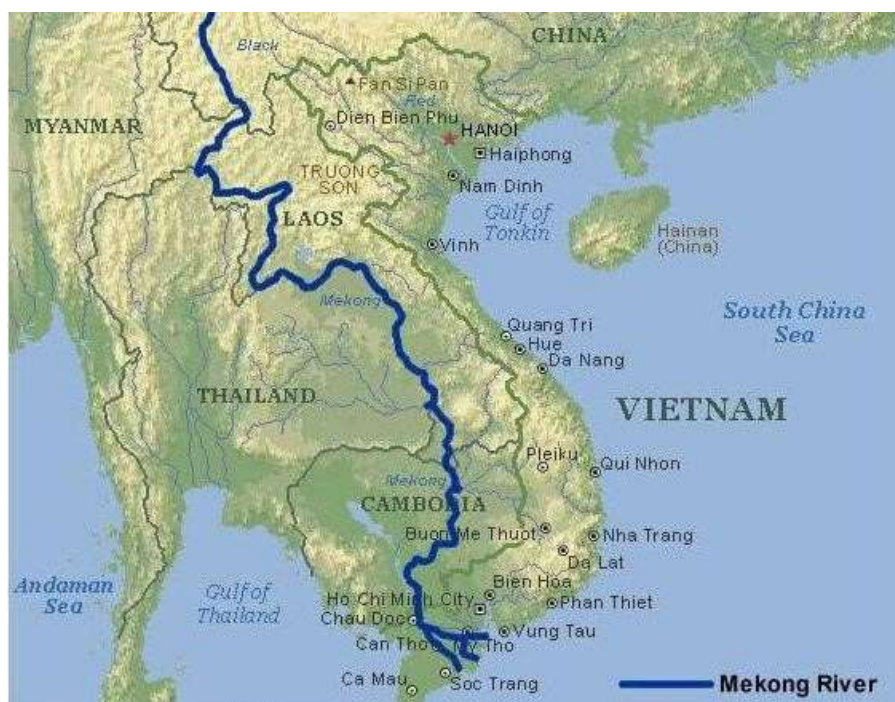 Black
CHINA
Fan Si Pan
Red
MYANMAR
Dien Bien Phu
HANOI
Haiphong
TRUONG
SON
Nam Dinh
LAOS
Gulf of
Tonkin
Hainan
(China)
Vinh
Mekong
South China
Sea
Quang Tri
Hue
Da Nang
THAILAND
VIETNAM
Pleiku
Qui Nhon
Mekong
CAMBODIA
Buon Me Thuot
Nha Trang
Da Lat
Andaman
Sea
Gulf of
Thailand
Bien Hoa
Ho Chi Minh City
Phan Thiet
Chau Doc
Vung Tau
Can Tho
My Tho
Ca Mau
Soc Trang
Mekong River